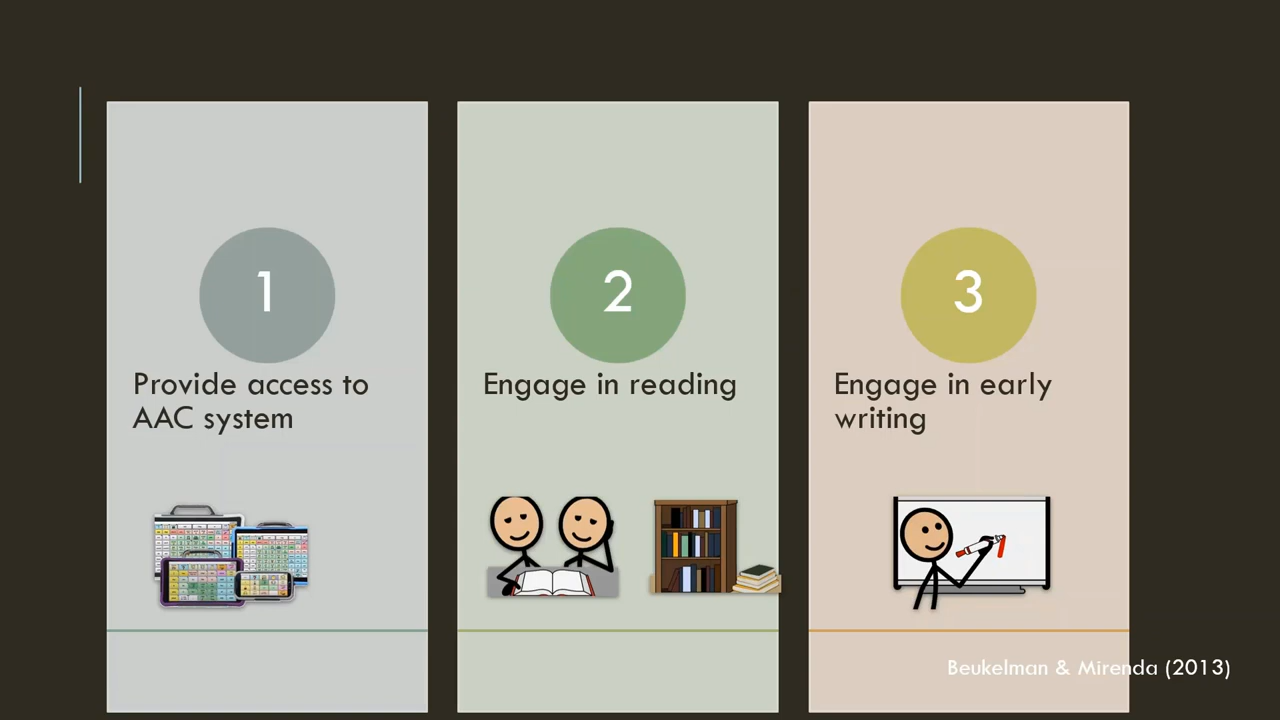 1
Provide access to
AAC system
2
Engage in reading
3
Engage in early
writing
Beukelman & Mirenda (2013)